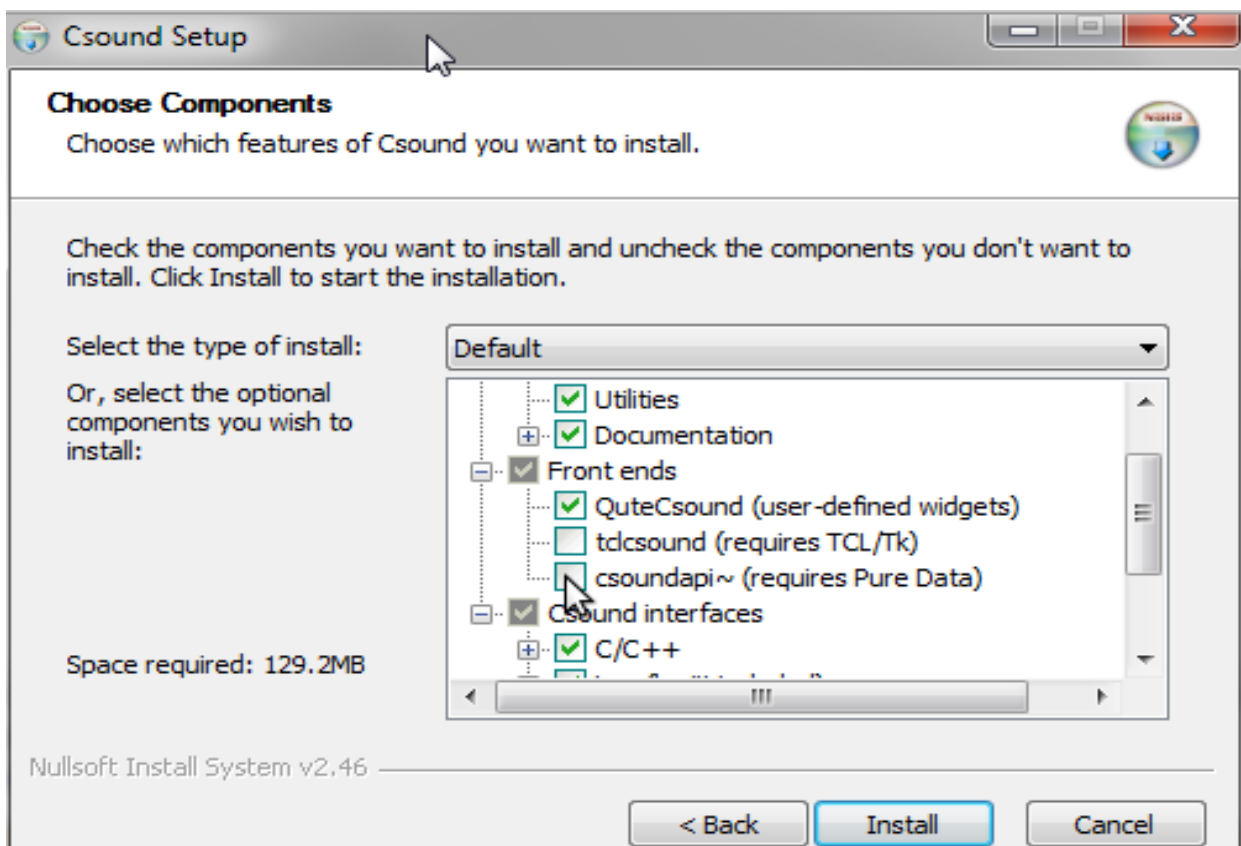 Csound Setup
Choose Components
Choose which features of Csound you want to install.
Check the components you want to install and uncheck the components you don't want to
install. Click Install to start the installation.
Select the type of install:
Default
Or, select the optional
components you wish to
install:
Utilities
Documentation
Front ends
QuteCsound (user-defined widgets)
tclcsound (requires TCL/Tk)
csoundapi~ (requires Pure Data)
Csound interfaces
C/C++
Space required: 129.2MB
Nullsoft Install System v2.46
< Back
Install
Cancel